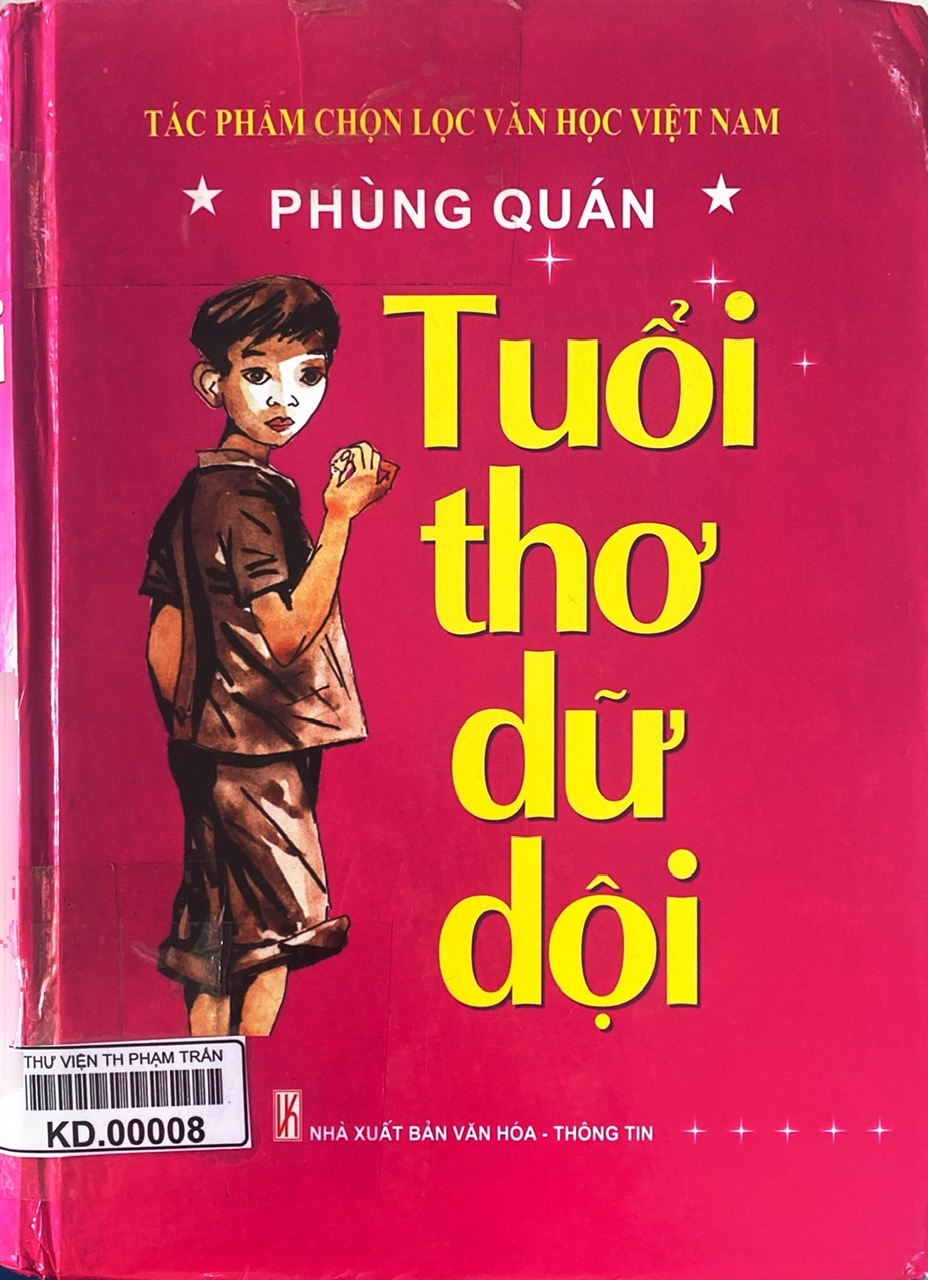 TÁC PHẨM CHỌN LỌC VĂN HỌC VIỆT NAM
PHÙNG QUÁN
Tuổi
thơ
dữ
dội
THƯ VIỆN TH PHẠM TRẤN
KD.00008
NHÀ XUẤT BẢN VĂN HÓA - THÔNG TIN